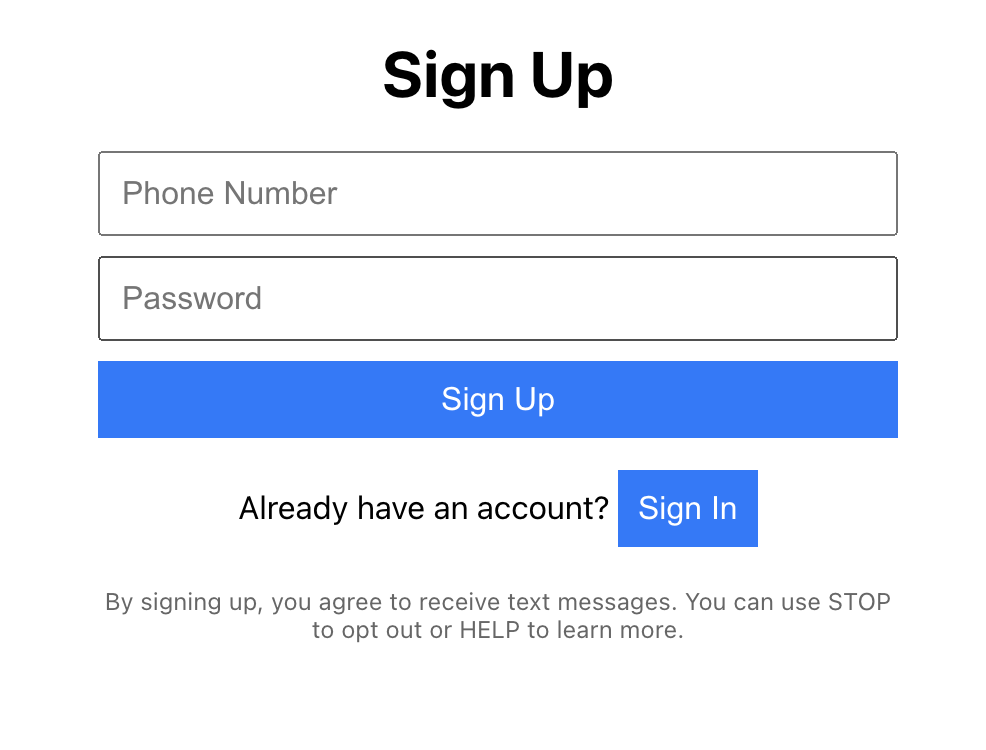 Sign Up
Phone Number
Password
Sign Up
Already have an account? Sign In
By signing up, you agree to receive text messages. You can use STOP
to opt out or HELP to learn more.